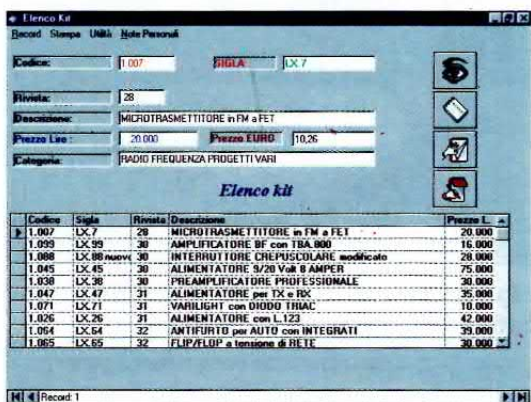 Elenco Kit
Record Stampa Utilità Note Personali
Codice: 1.007 SIGLA LX.7
Rivista: 28
Descrizione: MICROTRASMETTITORE in FM a FET
Prezzo Lire : 20.000 Prezzo EURO 10,26
Categoria: RADIO FREQUENZA PROGETTI VARI
Elenco kit
Codice Sigla Rivista Descrizione Prezzo L.
1.007 LX.7 28 MICROTRASMETTITORE in FM a FET 20.000
1.099 LX.99 30 AMPLIFICATORE BF con TBA.800 16.000
1.088 LX.88 nuovo 30 INTERRUTTORE CREPUSCOLARE modificato 28.000
1.045 LX.45 30 ALIMENTATORE 9/20 Volt 8 AMPER 75.000
1.038 LX.38 30 PREAMPLIFICATORE PROFESSIONALE 30.000
1.047 LX.47 31 ALIMENTATORE per TX e RX 35.000
1.071 LX.71 31 VARILIGHT con DIODO TRIAC 10.000
1.026 LX.26 31 ALIMENTATORE con L.123 42.000
1.064 LX.64 32 ANTIFURTO per AUTO con INTEGRATI 39.000
1.065 LX.65 32 FLIP/FLOP a tensione di RETE 30.000
Record: 1